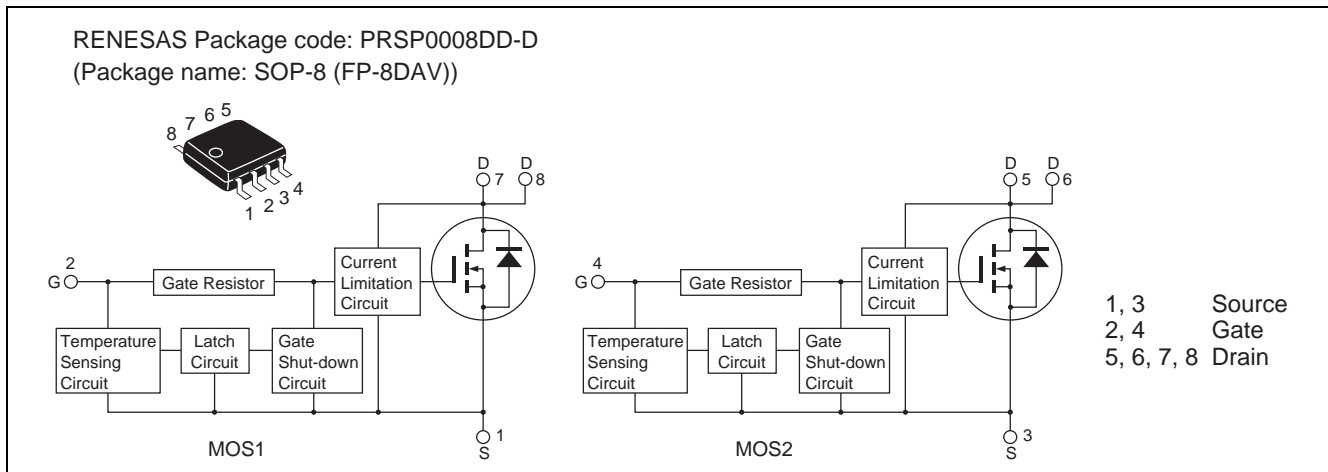 RENESAS Package code: PRSP0008DD-D
(Package name: SOP-8 (FP-8DAV))
8
7
6
5
1
2
3
4
D
7
D
8
2
G
Gate Resistor
Current
Limitation
Circuit
Temperature
Sensing
Circuit
Latch
Circuit
Gate
Shut-down
Circuit
1
S
MOS1
D
5
D
6
4
G
Gate Resistor
Current
Limitation
Circuit
Temperature
Sensing
Circuit
Latch
Circuit
Gate
Shut-down
Circuit
3
S
MOS2
1, 3 Source
2, 4 Gate
5, 6, 7, 8 Drain